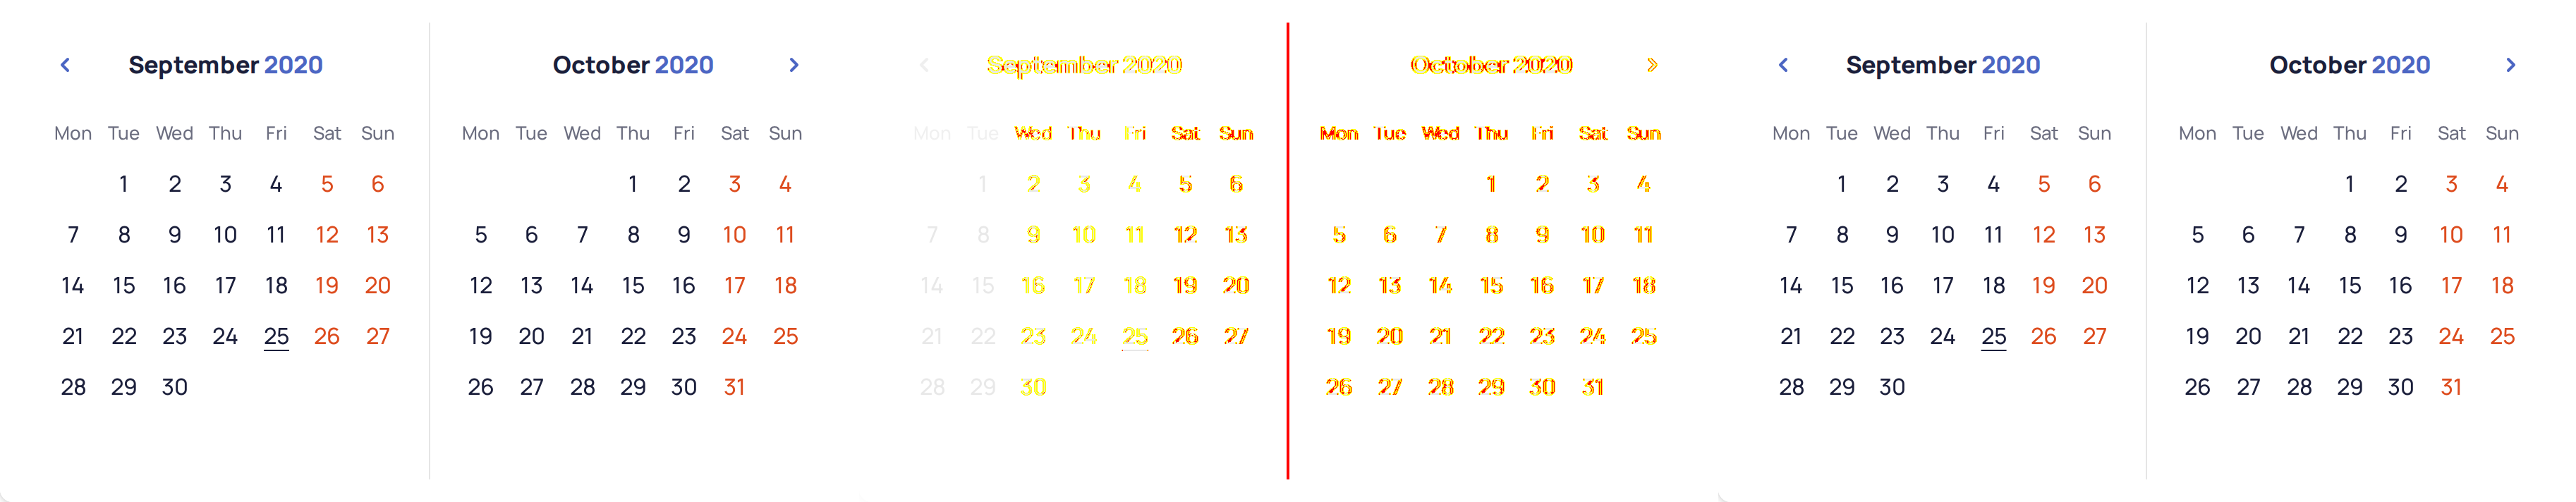 September 2020 October 2020 September 2020 October 2020 September 2020 October 2020
Mon Tue Wed Thu Fri Sat Sun Mon Tue Wed Thu Fri Sat Sun Mon Tue Wed Thu Fri Sat Sun Mon Tue Wed Thu Fri Sat Sun Mon Tue Wed Thu Fri Sat Sun Mon Tue Wed Thu Fri Sat Sun
1 2 3 4 5 6 1 2 3 4 1 2 3 4 5 6 1 2 3 4 1 2 3 4 5 6 1 2 3 4
7 8 9 10 11 12 13 5 6 7 8 9 10 11 7 8 9 10 11 12 13 5 6 7 8 9 10 11 7 8 9 10 11 12 13 5 6 7 8 9 10 11
14 15 16 17 18 19 20 12 13 14 15 16 17 18 14 15 16 17 18 19 20 12 13 14 15 16 17 18 14 15 16 17 18 19 20 12 13 14 15 16 17 18
21 22 23 24 25 26 27 19 20 21 22 23 24 25 21 22 23 24 25 26 27 19 20 21 22 23 24 25 21 22 23 24 25 26 27 19 20 21 22 23 24 25
28 29 30 26 27 28 29 30 31 28 29 30 26 27 28 29 30 31 28 29 30 26 27 28 29 30 31